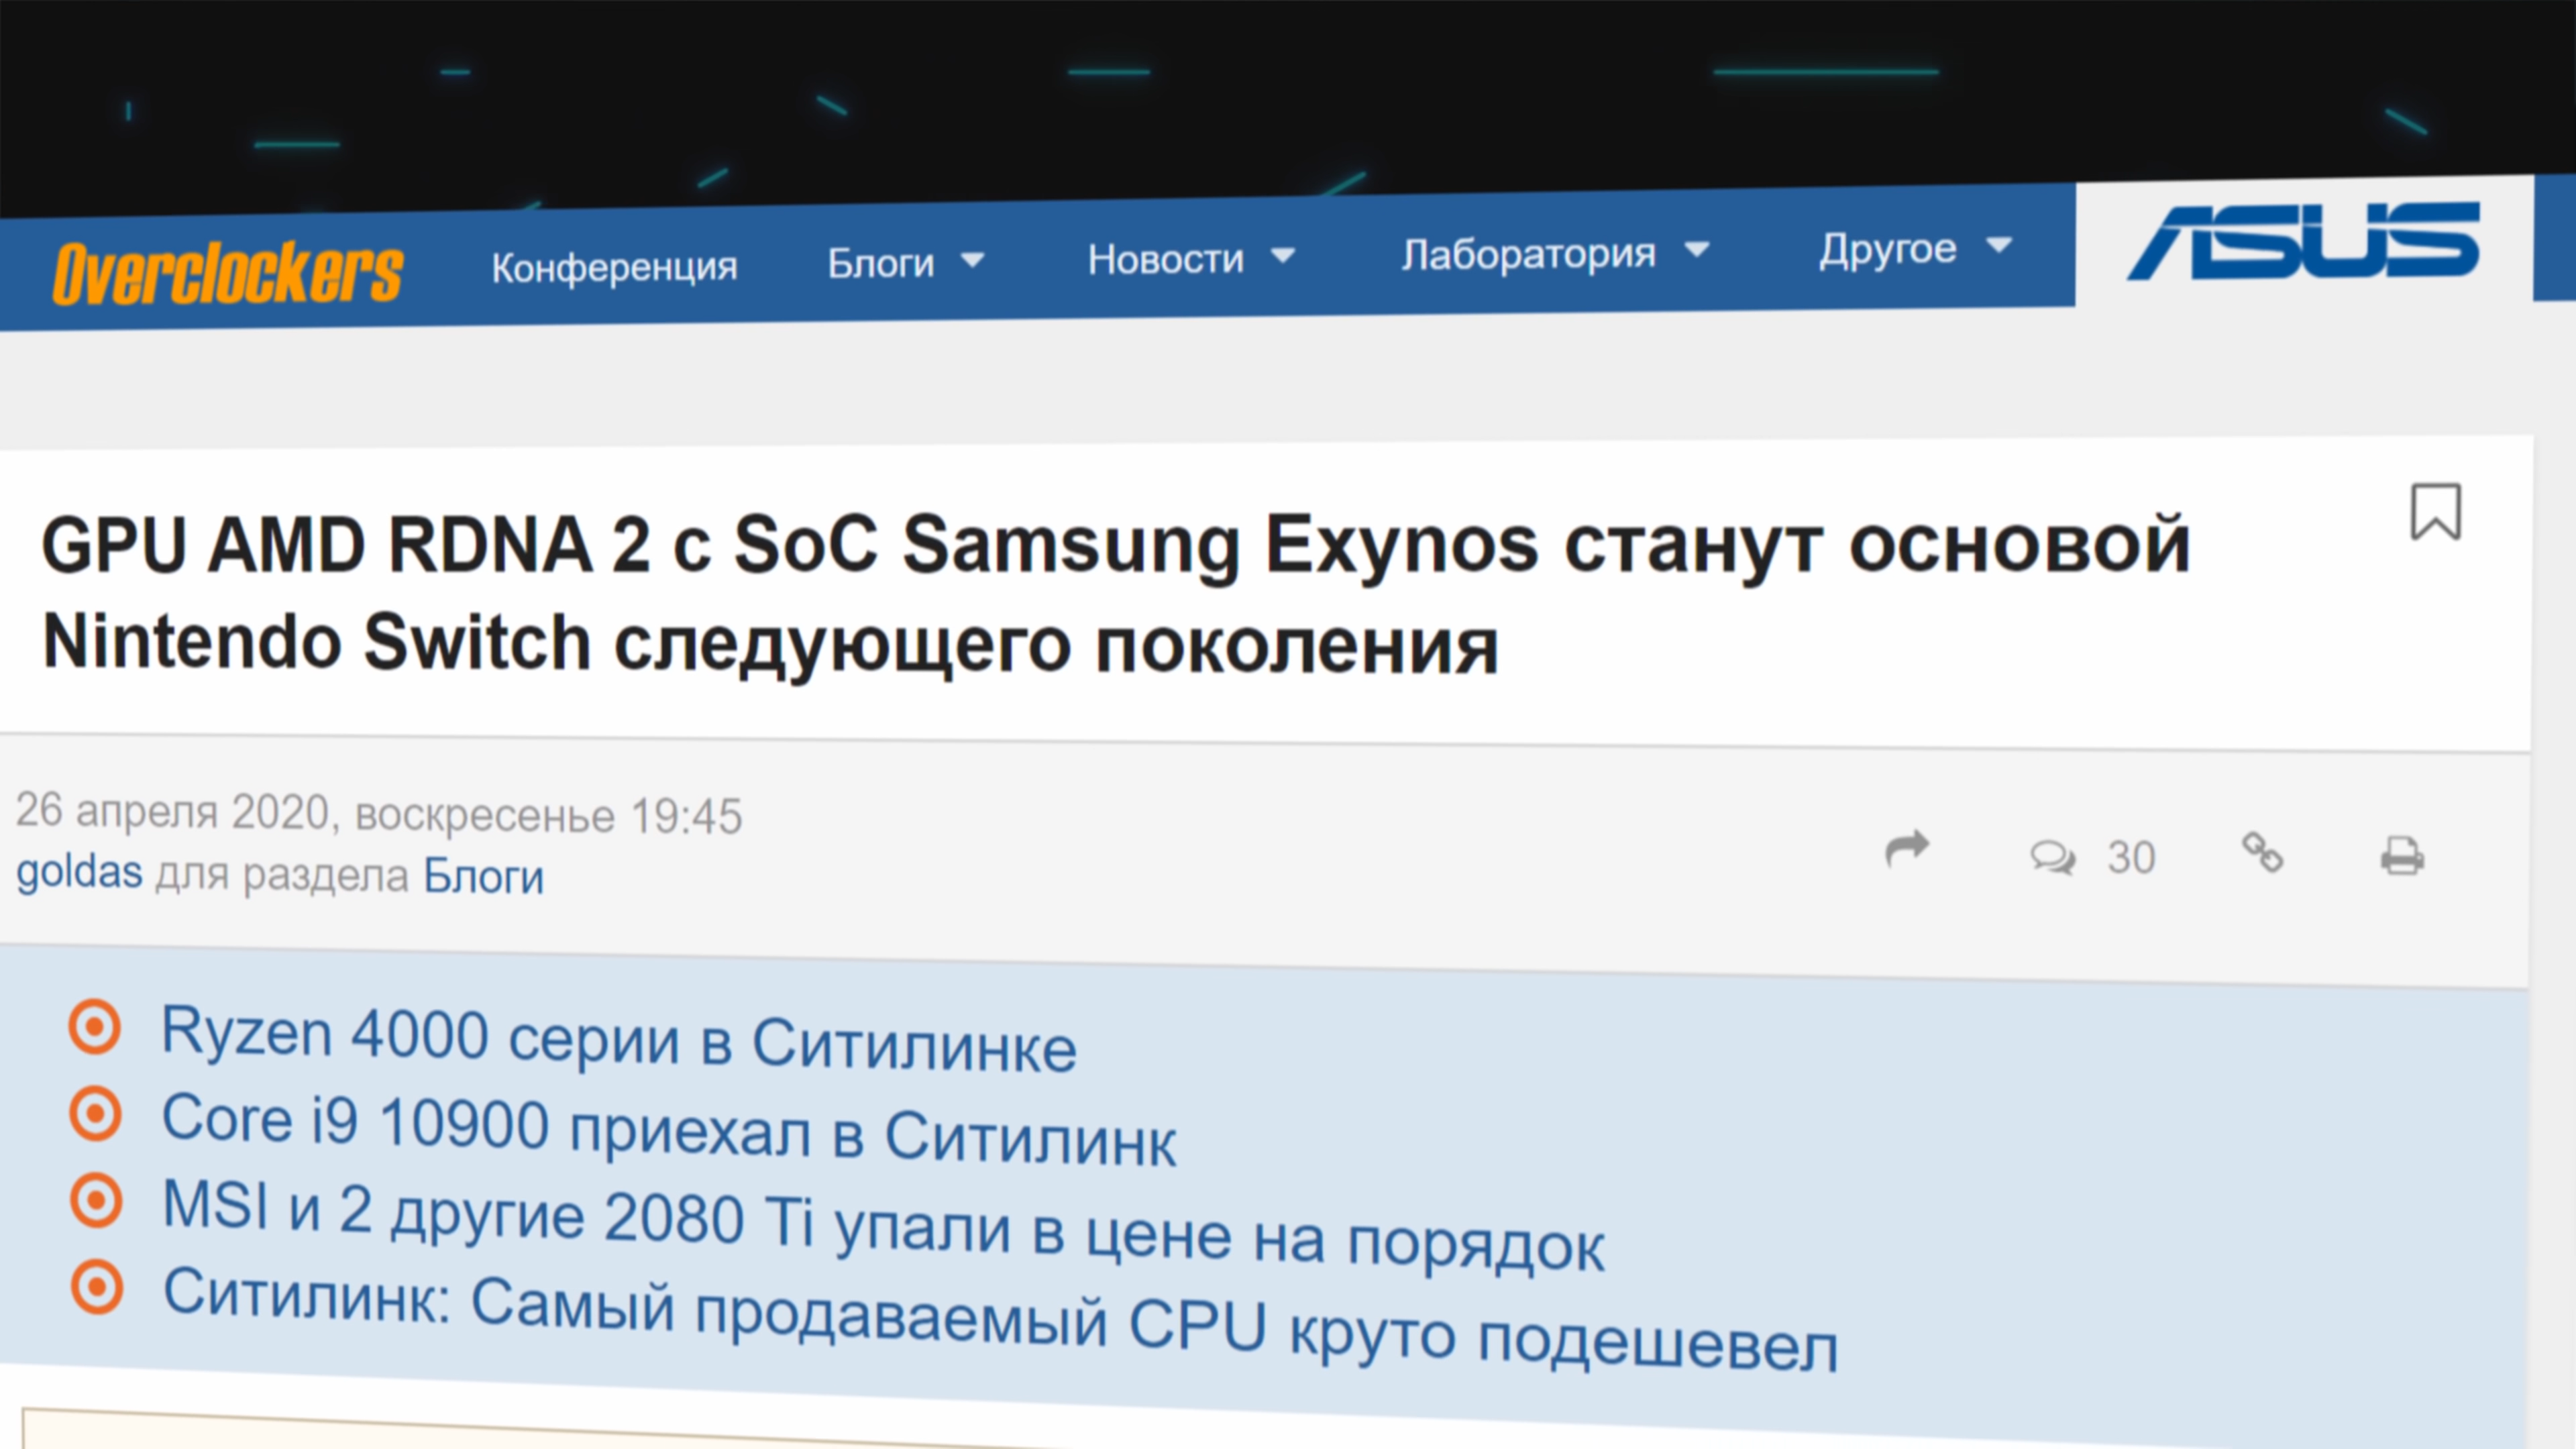 Overclockers Конференция Блоги Новости Лаборатория Другое ASUS
GPU AMD RDNA 2 с SoC Samsung Exynos станут основой
Nintendo Switch следующего поколения
26 апреля 2020, воскресенье 19:45
goldas для раздела Блоги
30
Ryzen 4000 серии в Ситилинке
Core i9 10900 приехал в Ситилинк
MSI и 2 другие 2080 Ti упали в цене на порядок
Ситилинк: Самый продаваемый CPU круто подешевел